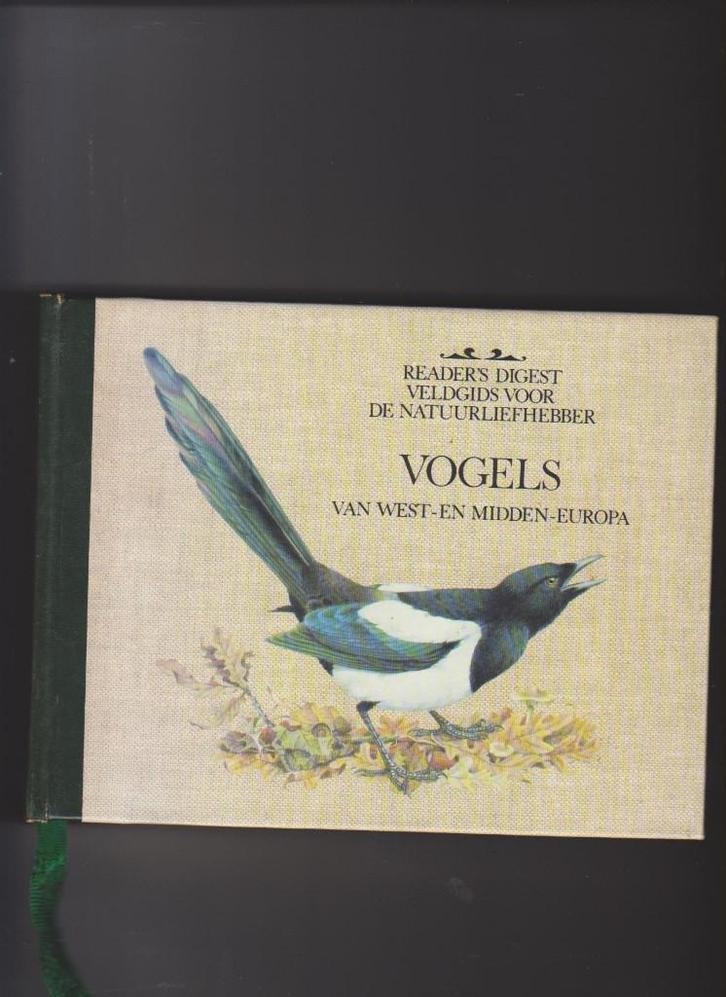 READER'S DIGEST
VELDGIDS VOOR
DE NATUURLIEFHEBBER
VOGELS
VAN WEST-EN MIDDEN-EUROPA